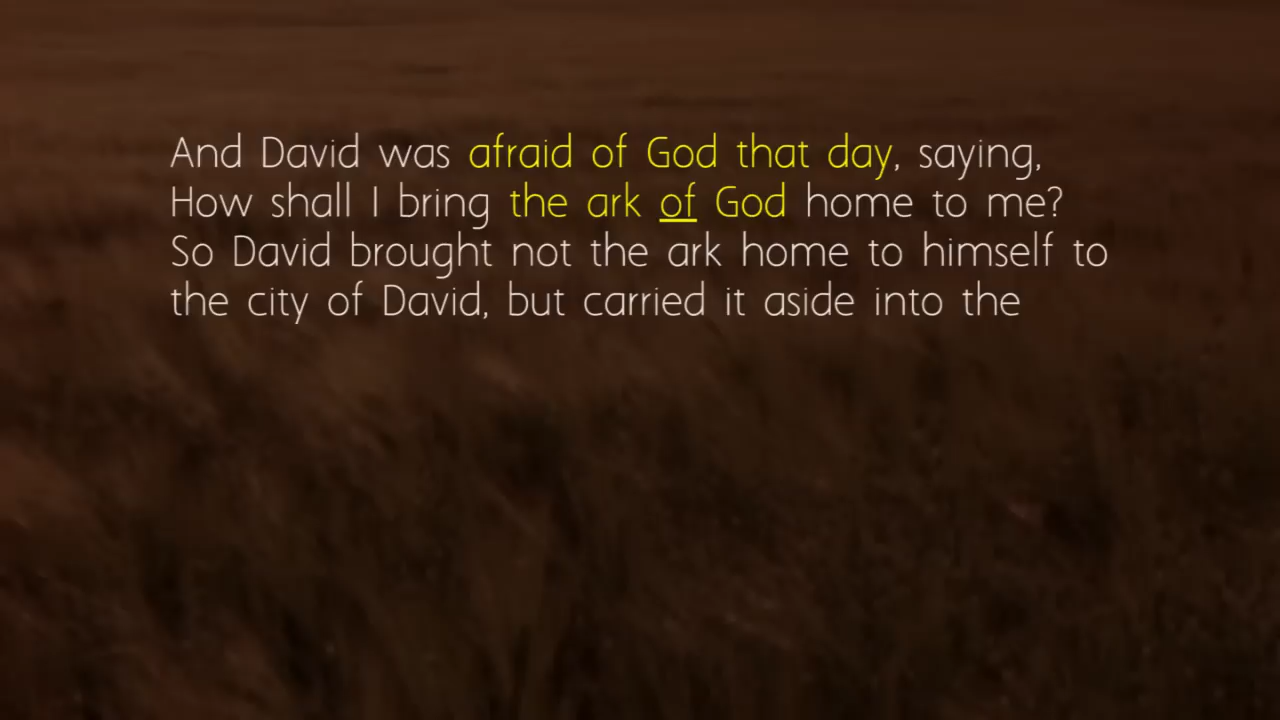 And David was afraid of God that day, saying,
How shall I bring the ark of God home to me?
So David brought not the ark home to himself to
the city of David, but carried it aside into the